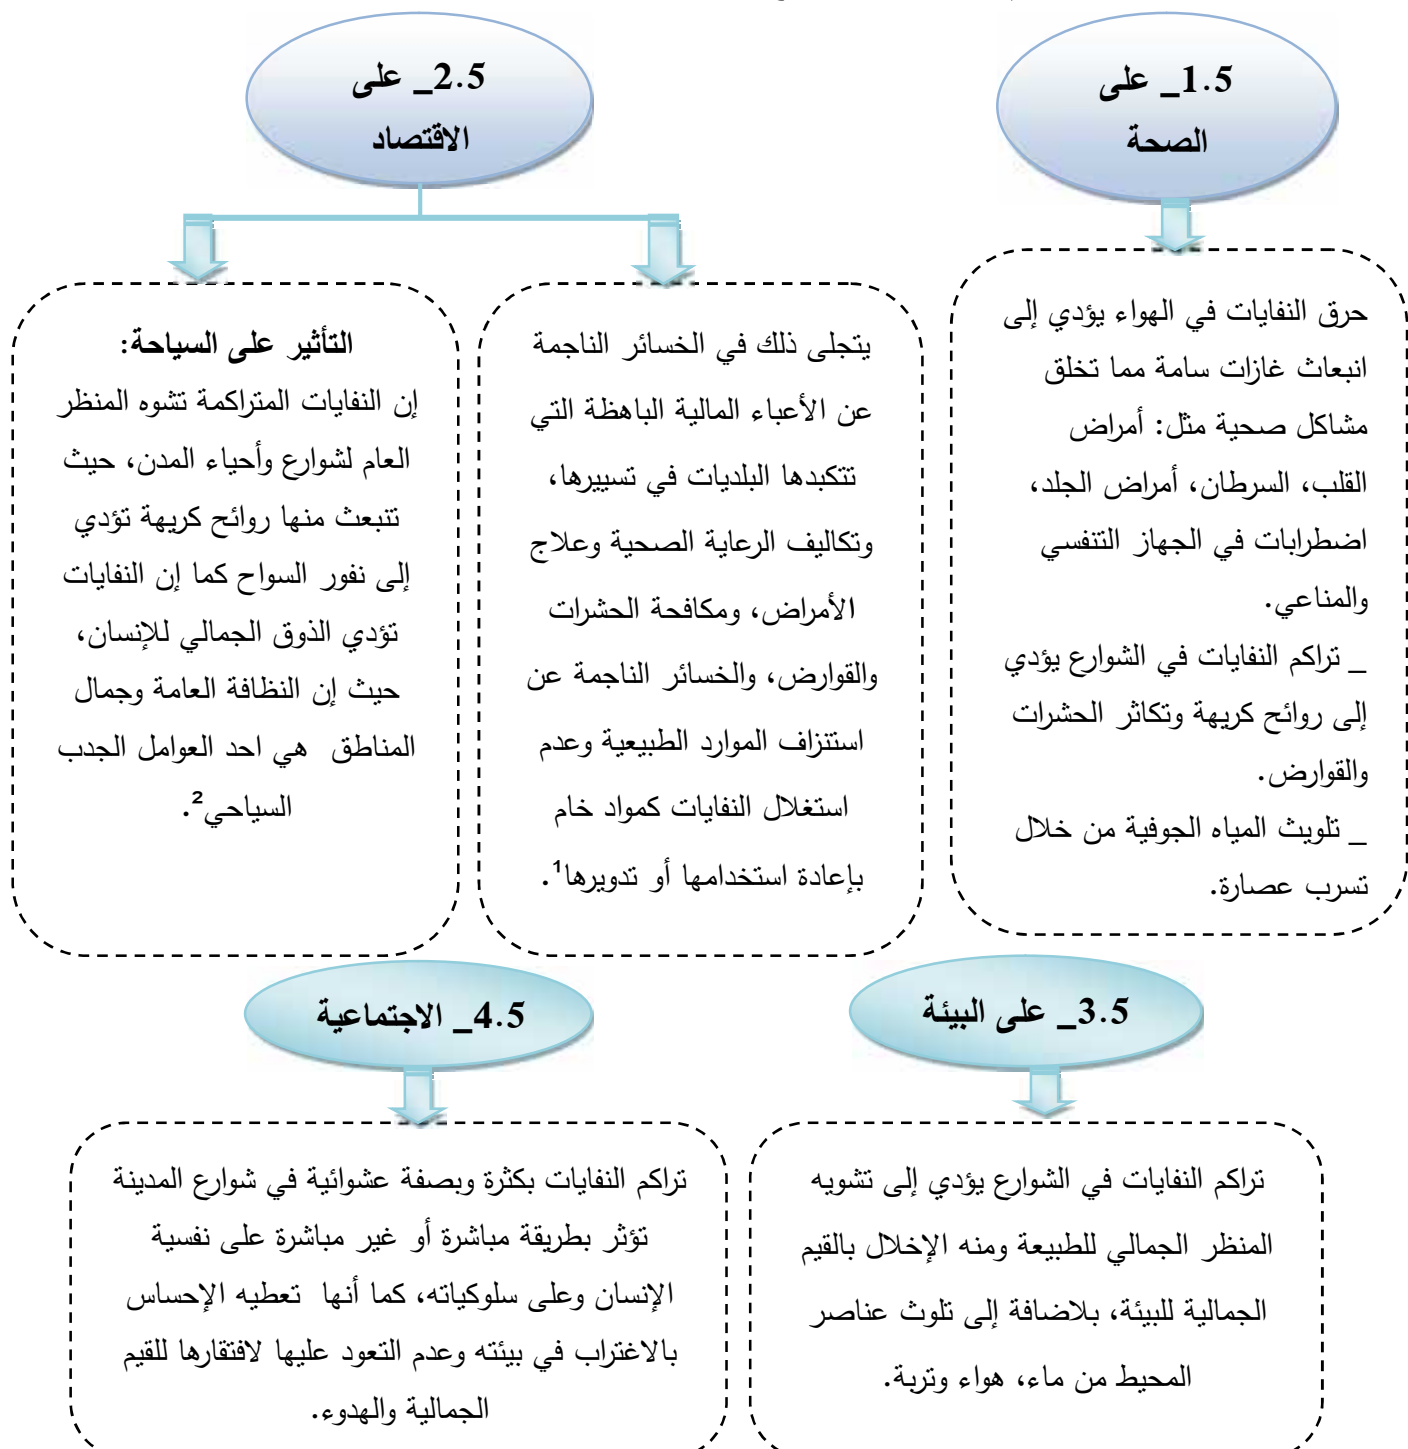 1.5_ على
الصحة
حرق النفايات في الهواء يؤدي إلى
انبعاث غازات سامة مما تخلق
مشاكل صحية مثل: أمراض
القلب، السرطان، أمراض الجلد،
اضطرابات في الجهاز التنفسي
والمناعي.
_ تراكم النفايات في الشوارع يؤدي
إلى روائح كريهة وتكاثر الحشرات
والقوارض.
_ تلويث المياه الجوفية من خلال
تسرب عصارة.
2.5_ على
الاقتصاد
يتجلى ذلك في الخسائر الناجمة
عن الأعباء المالية الباهظة التي
تتكبدها البلديات في تسييرها،
وتكاليف الرعاية الصحية وعلاج
الأمراض، ومكافحة الحشرات
والقوارض، والخسائر الناجمة عن
استنزاف الموارد الطبيعية وعدم
استغلال النفايات كمواد خام
بإعادة استخدامها أو تدويرها¹.
التأثير على السياحة:
إن النفايات المتراكمة تشوه المنظر
العام لشوارع وأحياء المدن، حيث
تنبعث منها روائح كريهة تؤدي
إلى نفور السواح كما إن النفايات
تؤدي الذوق الجمالي للإنسان،
حيث إن النظافة العامة وجمال
المناطق هي احد العوامل الجدب
السياحي².
3.5_ على البيئة
تراكم النفايات في الشوارع يؤدي إلى تشويه
المنظر الجمالي للطبيعة ومنه الإخلال بالقيم
الجمالية للبيئة، بلاضافة إلى تلوث عناصر
المحيط من ماء، هواء وتربة.
4.5_ الاجتماعية
تراكم النفايات بكثرة وبصفة عشوائية في شوارع المدينة
تؤثر بطريقة مباشرة أو غير مباشرة على نفسية
الإنسان وعلى سلوكياته، كما أنها تعطيه الإحساس
بالاغتراب في بيئته وعدم التعود عليها لافتقارها للقيم
الجمالية والهدوء.